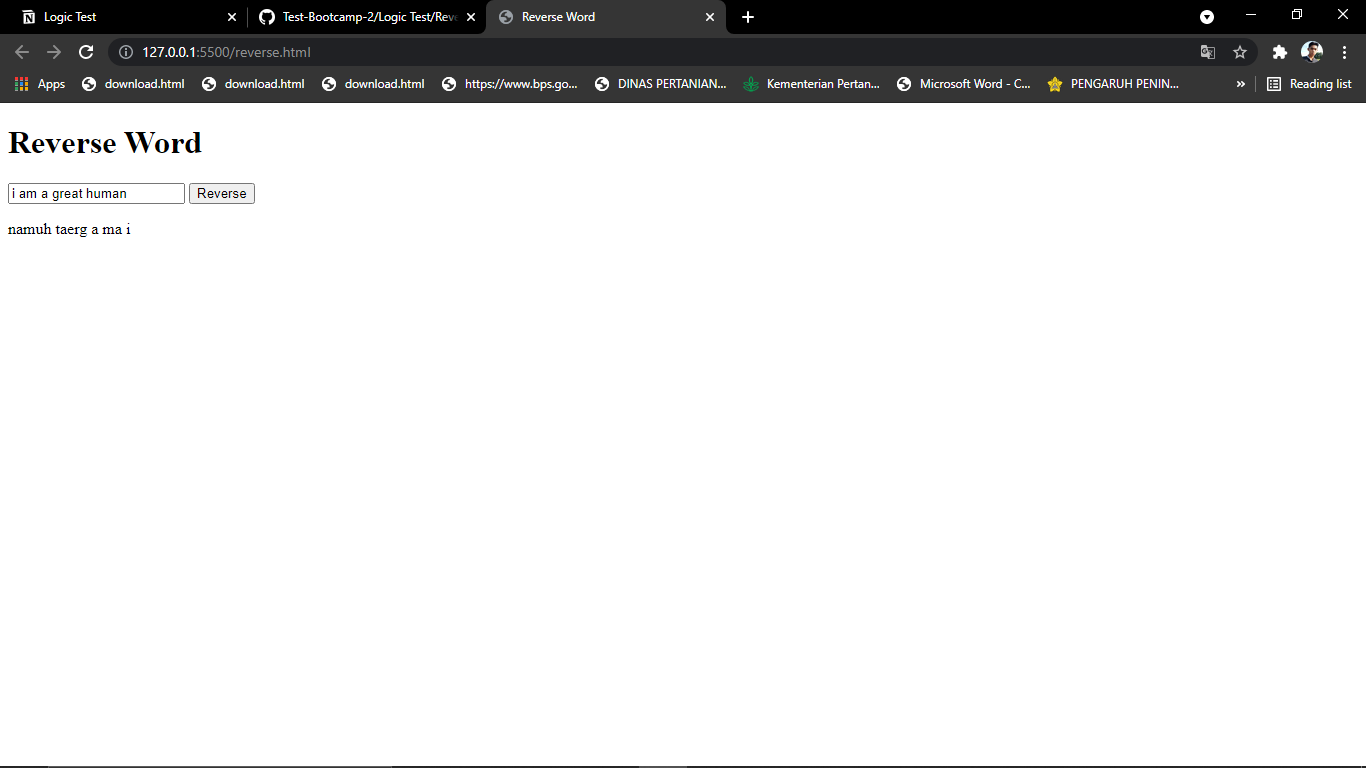 Logic Test
Test-Bootcamp-2/Logic Test/Reve
Reverse Word
127.0.0.1:5500/reverse.html
Apps download.html download.html download.html https://www.bps.go... DINAS PERTANIAN... Kementerian Pertan... Microsoft Word - C... PENGARUH PENIN... » Reading list
Reverse Word
i am a great human Reverse
namuh taerg a ma i